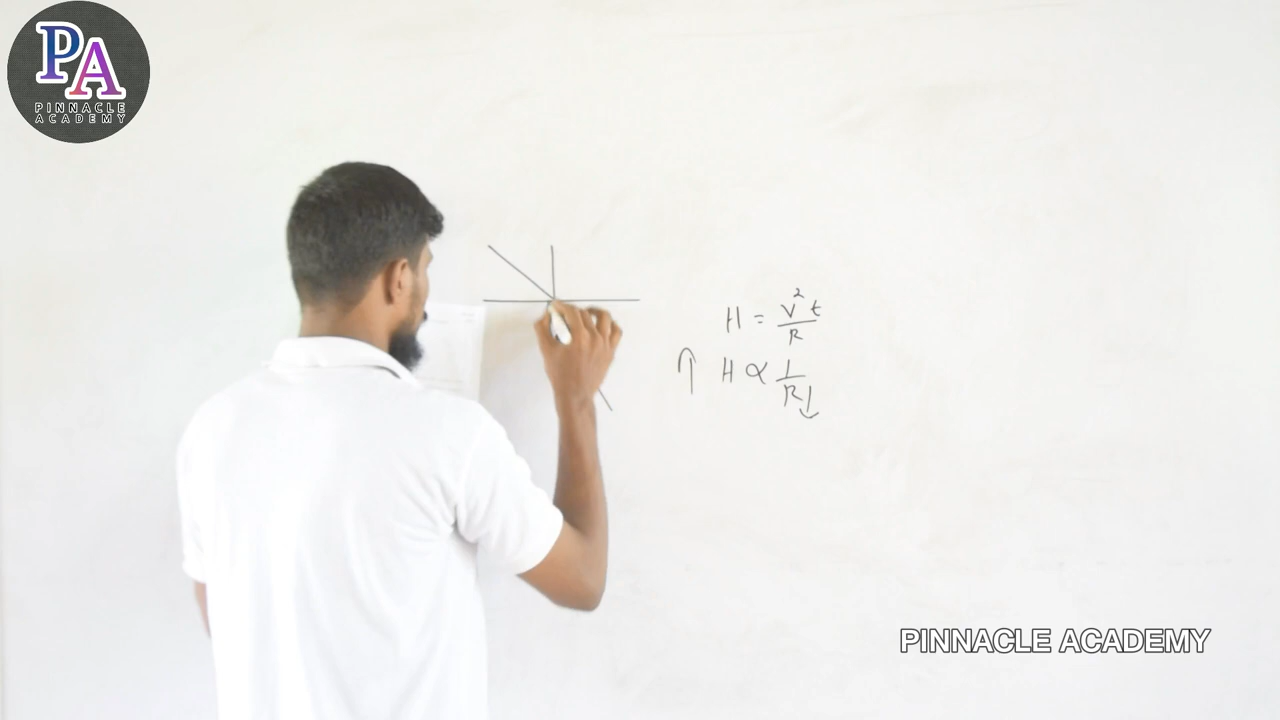 PA
PINNACLE
ACADEMY
H = V²t/R
↑ H ∝ 1/R↓
PINNACLE ACADEMY